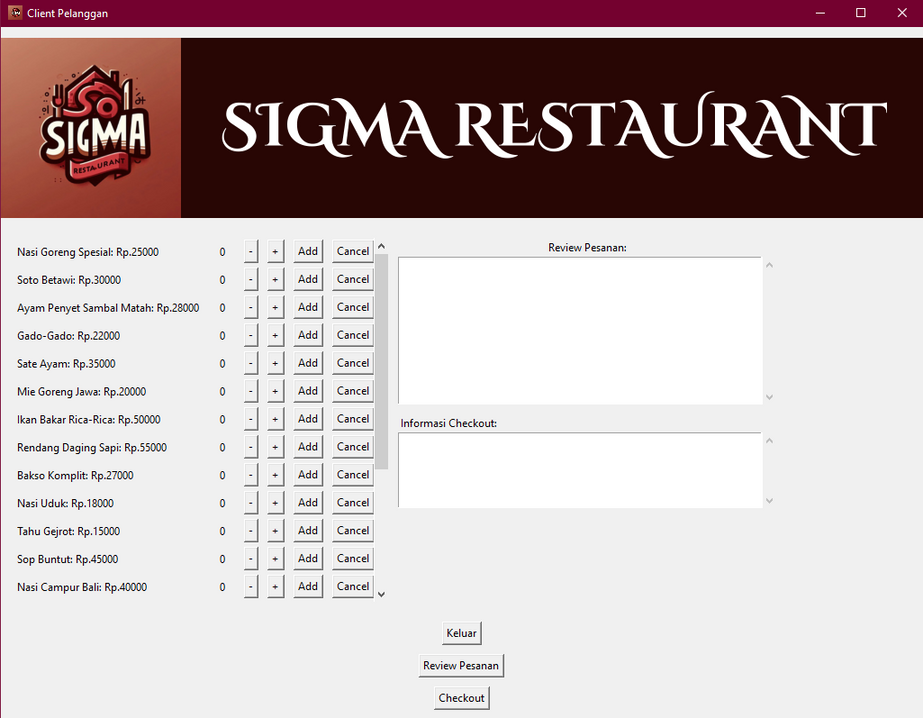 Client Pelanggan
SIGMMA
RESTAURANT
SIGMA RESTAURANT
Nasi Goreng Spesial: Rp.25000 0 - + Add Cancel
Soto Betawi: Rp.30000 0 - + Add Cancel
Ayam Penyet Sambal Matah: Rp.28000 0 - + Add Cancel
Gado-Gado: Rp.22000 0 - + Add Cancel
Sate Ayam: Rp.35000 0 - + Add Cancel
Mie Goreng Jawa: Rp.20000 0 - + Add Cancel
Ikan Bakar Rica-Rica: Rp.50000 0 - + Add Cancel
Rendang Daging Sapi: Rp.55000 0 - + Add Cancel
Bakso Komplit: Rp.27000 0 - + Add Cancel
Nasi Uduk: Rp.18000 0 - + Add Cancel
Tahu Gejrot: Rp.15000 0 - + Add Cancel
Sop Buntut: Rp.45000 0 - + Add Cancel
Nasi Campur Bali: Rp.40000 0 - + Add Cancel
Review Pesanan:
Informasi Checkout:
Keluar
Review Pesanan
Checkout